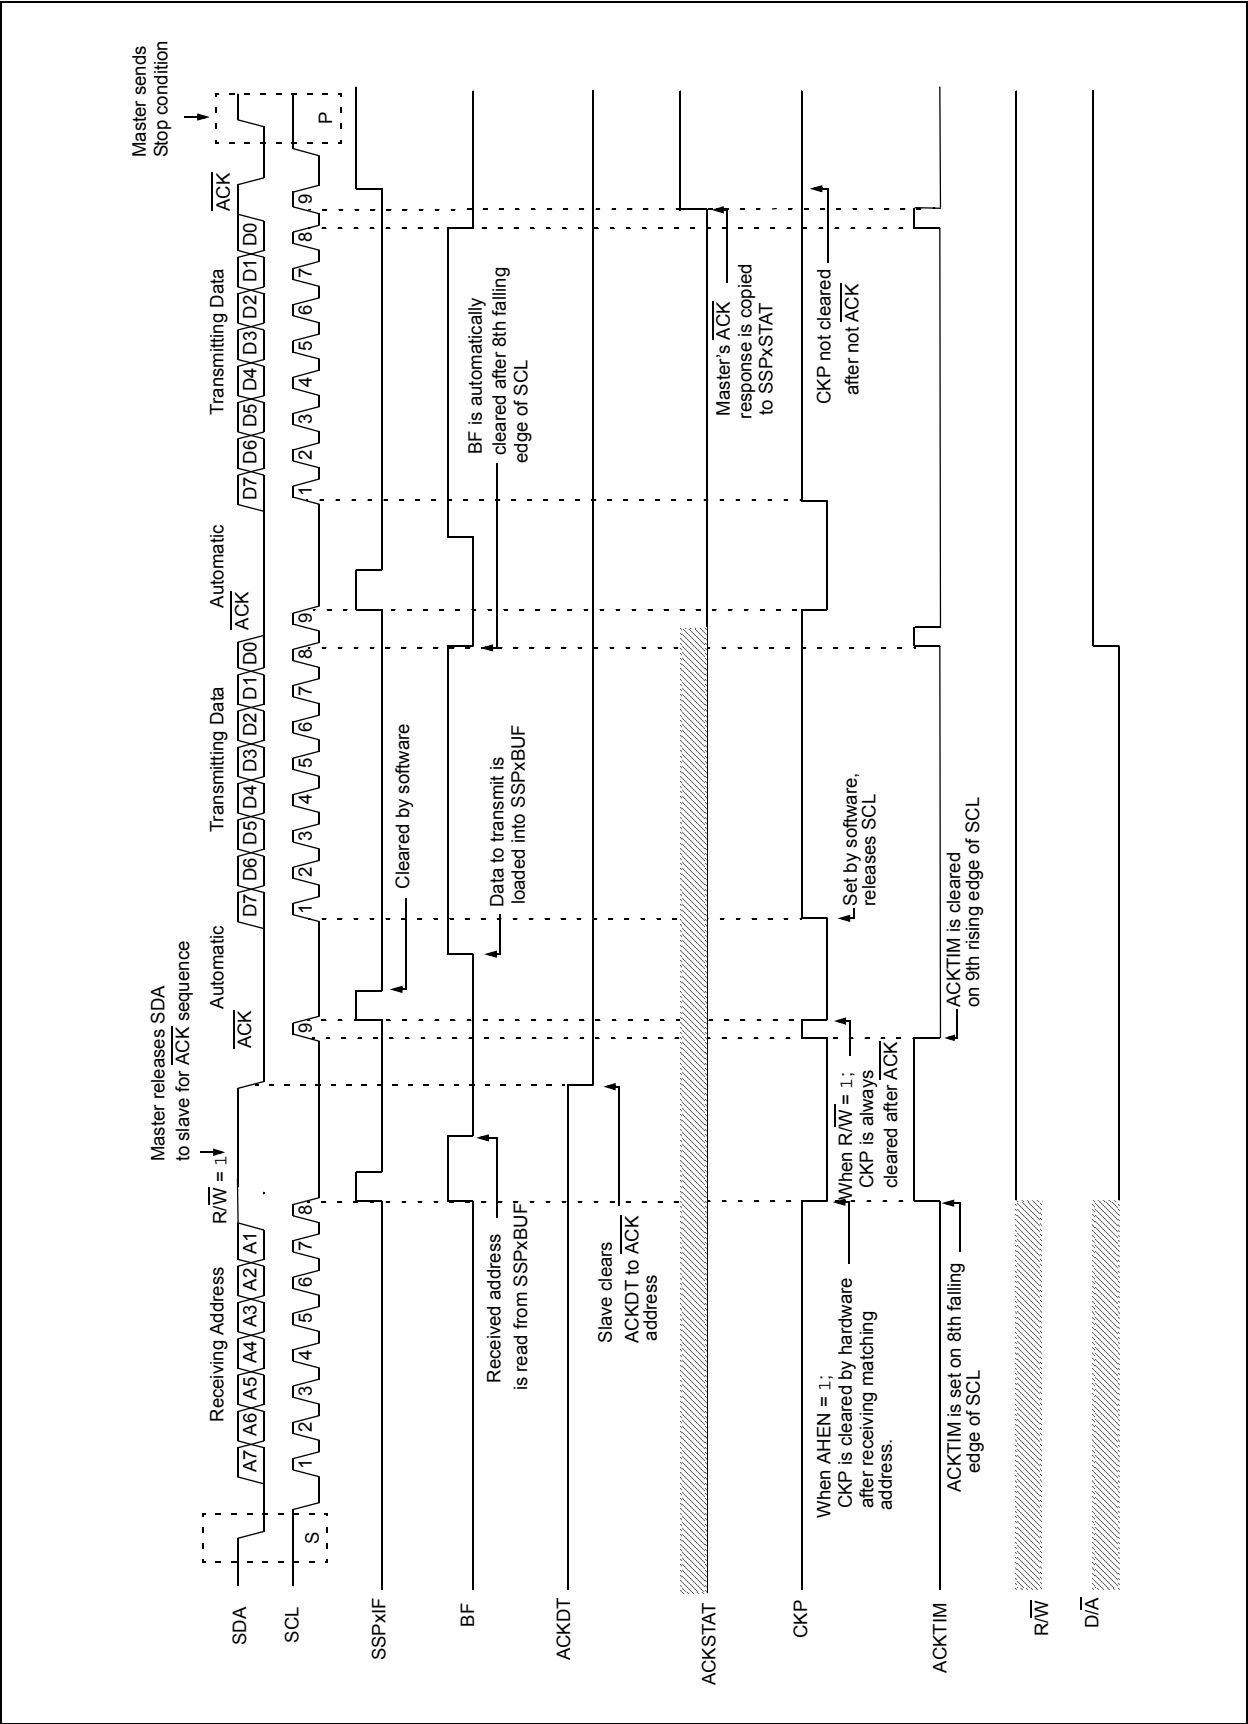 Master sends
Stop condition
Master releases SDA
to slave for ACK sequence
Receiving Address
R/W = 1
ACK
Automatic
Transmitting Data
ACK
Automatic
Transmitting Data
ACK
SDA
A7 A6 A5 A4 A3 A2 A1
D7 D6 D5 D4 D3 D2 D1 D0
D7 D6 D5 D4 D3 D2 D1 D0
SCL
S
1 2 3 4 5 6 7 8 9
1 2 3 4 5 6 7 8 9
1 2 3 4 5 6 7 8 9
P
SSPxIF
Cleared by software
BF
Received address
is read from SSPxBUF
Data to transmit is
loaded into SSPxBUF
BF is automatically
cleared after 8th falling
edge of SCL
ACKDT
Slave clears
ACKDT to ACK
address
ACKSTAT
Master's ACK
response is copied
to SSPxSTAT
CKP
When AHEN = 1;
CKP is cleared by hardware
after receiving matching
address.
When R/W = 1;
CKP is always
cleared after ACK
Set by software,
releases SCL
CKP not cleared
after not ACK
ACKTIM
ACKTIM is set on 8th falling
edge of SCL
ACKTIM is cleared
on 9th rising edge of SCL
R/W
D/A